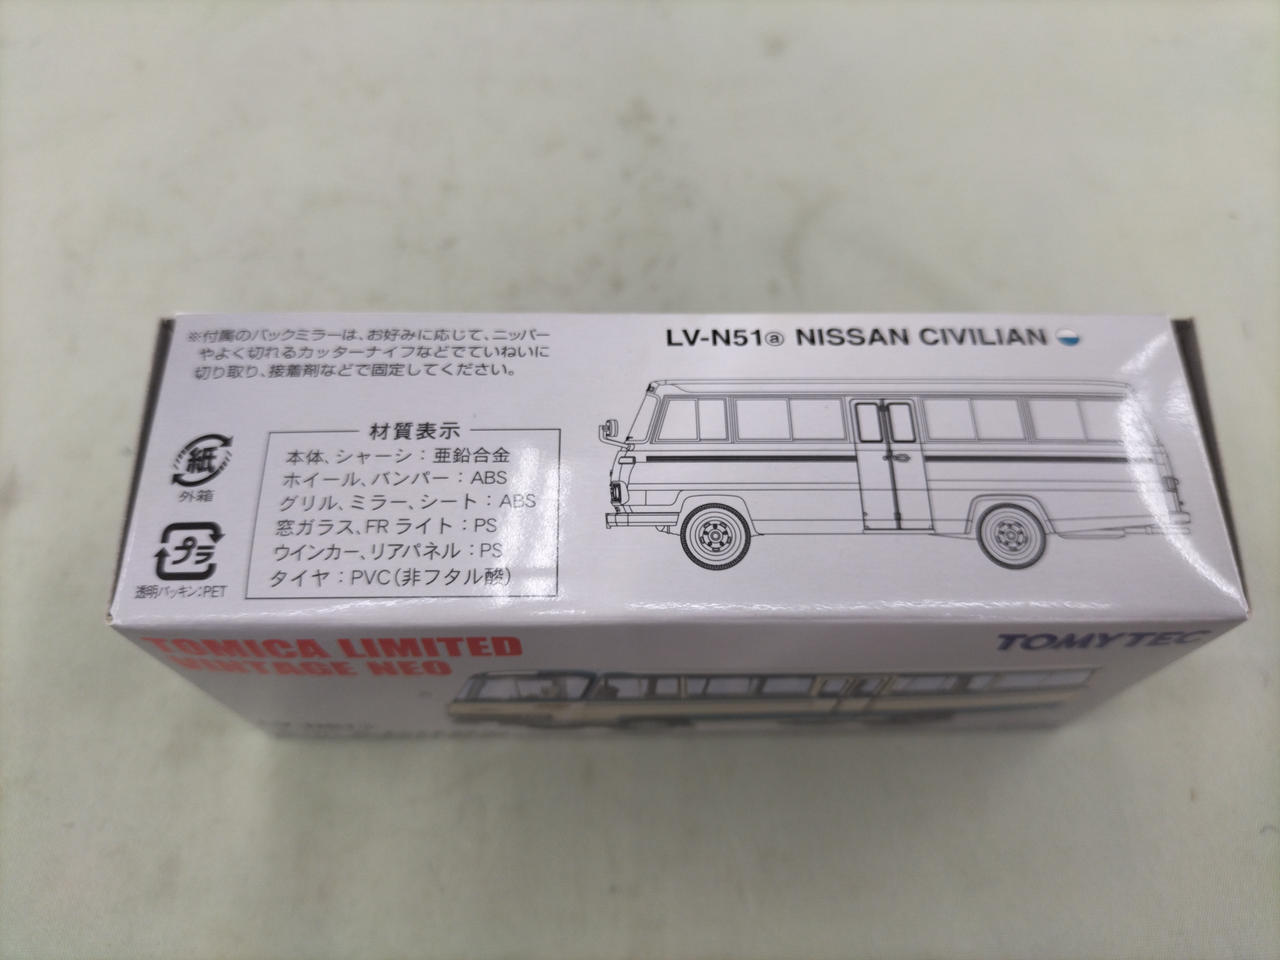 ※付属のバックミラーは、お好みに応じて、ニッパー
やよく切れるカッターナイフなどでていねいに
切り取り、接着剤などで固定してください。
LV-N51ⓐ NISSAN CIVILIAN
紙
外箱
プラ
透明パッキン:PET
材質表示
本体、シャーシ：亜鉛合金
ホイール、バンパー：ABS
グリル、ミラー、シート：ABS
窓ガラス、FRライト：PS
ウインカー、リアパネル：PS
タイヤ：PVC(非フタル酸)
TOMICA LIMITED
VINTAGE NEO
TOMYTEC